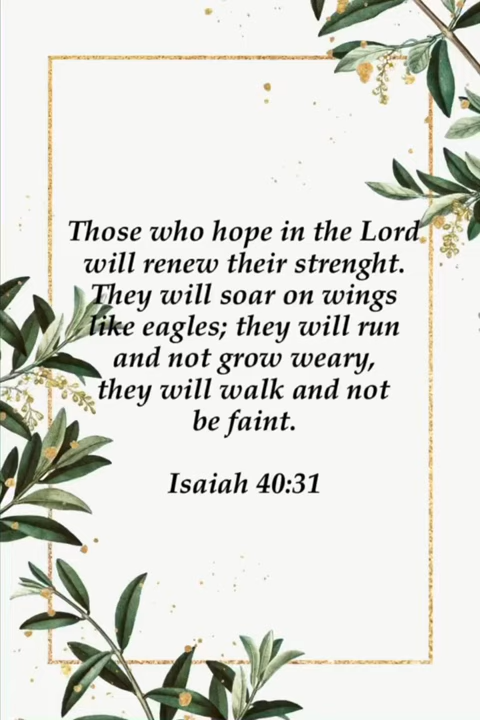 Those who hope in the Lord
will renew their strenght.
They will soar on wings
like eagles; they will run
and not grow weary,
they will walk and not
be faint.
Isaiah 40:31